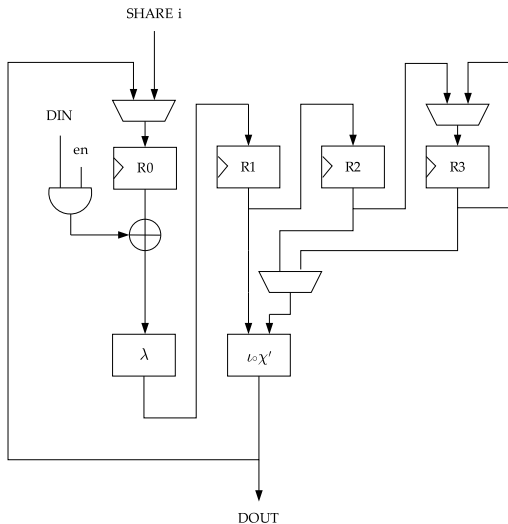 SHARE i
DIN
en
R0
R1
R2
R3
λ
ι∘χ′
DOUT